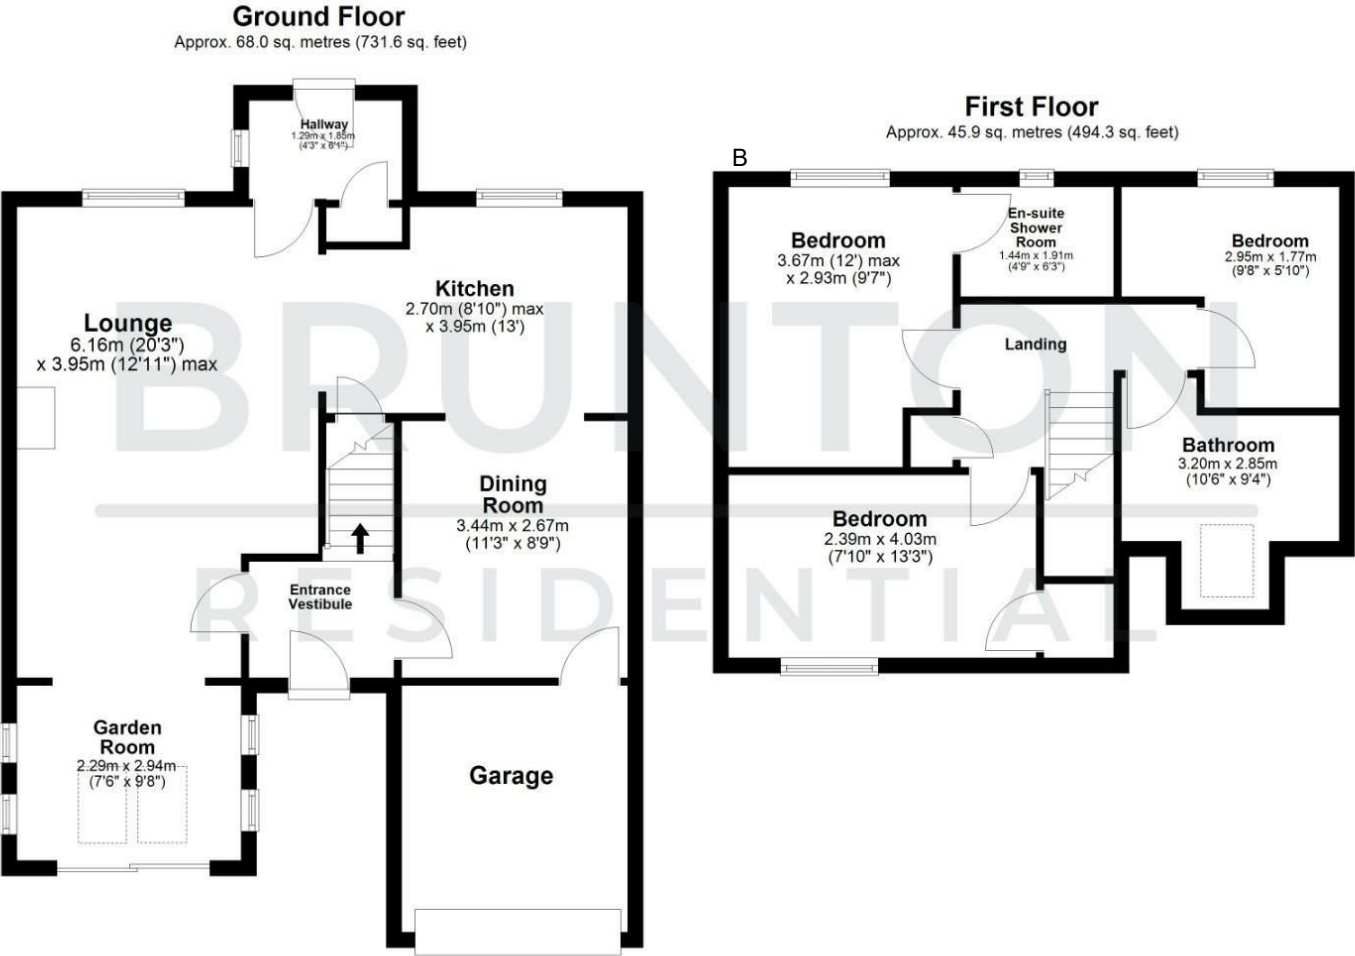 Ground Floor
Approx. 68.0 sq. metres (731.6 sq. feet)
Hallway
1.29m x 1.85m
(4'3" x 6'1")
Lounge
6.16m (20'3")
x 3.95m (12'11") max
Kitchen
2.70m (8'10") max
x 3.95m (13')
Dining
Room
3.44m x 2.67m
(11'3" x 8'9")
Entrance
Vestibule
Garden
Room
2.29m x 2.94m
(7'6" x 9'8")
Garage
First Floor
Approx. 45.9 sq. metres (494.3 sq. feet)
B
Bedroom
3.67m (12') max
x 2.93m (9'7")
En-suite
Shower
Room
1.44m x 1.91m
(4'9" x 6'3")
Bedroom
2.95m x 1.77m
(9'8" x 5'10")
Landing
Bathroom
3.20m x 2.85m
(10'6" x 9'4")
Bedroom
2.39m x 4.03m
(7'10" x 13'3")
BRUNTON
RESIDENTIAL